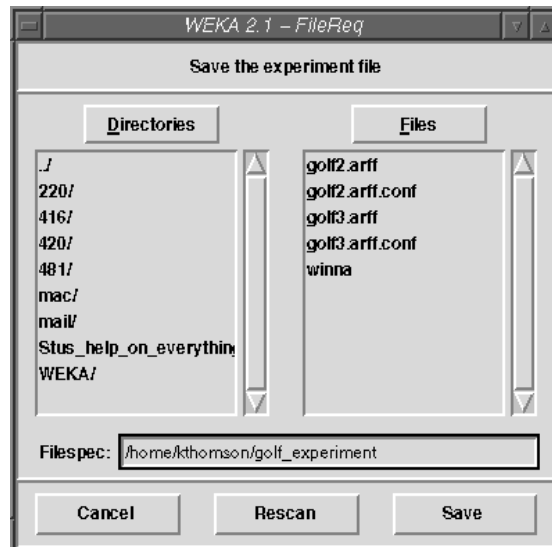 WEKA 2.1 – FileReq
Save the experiment file
Directories
Files
../
220/
416/
420/
481/
mac/
mail/
Stus_help_on_everything
WEKA/
golf2.arff
golf2.arff.conf
golf3.arff
golf3.arff.conf
winna
Filespec: /home/kthomson/golf_experiment
Cancel
Rescan
Save